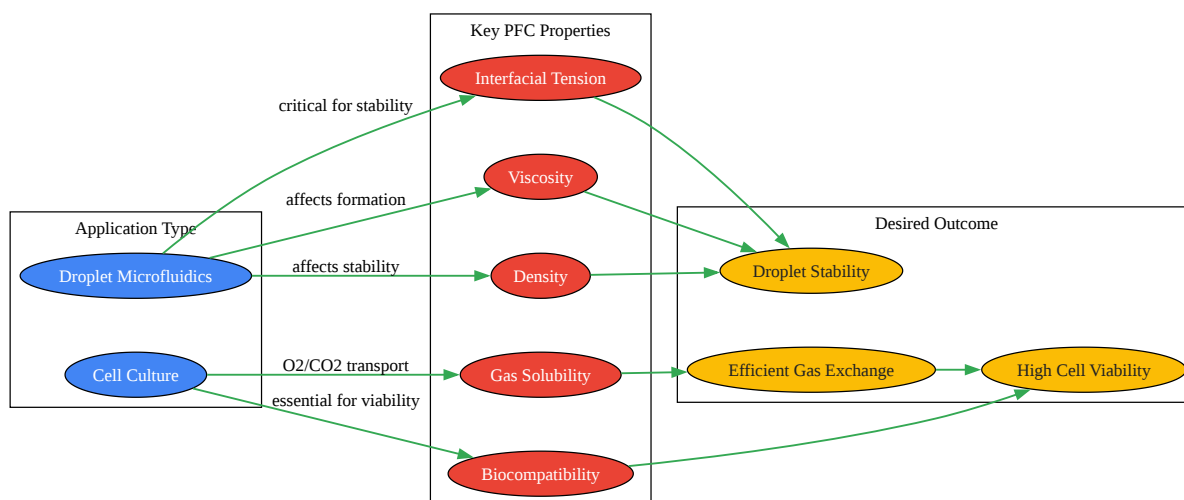 Key PFC Properties
Interfacial Tension
critical for stability
Viscosity
affects formation
Application Type
Desired Outcome
Droplet Microfluidics
affects stability
Density
Droplet Stability
Cell Culture
O2/CO2 transport
Gas Solubility
Efficient Gas Exchange
High Cell Viability
essential for viability
Biocompatibility